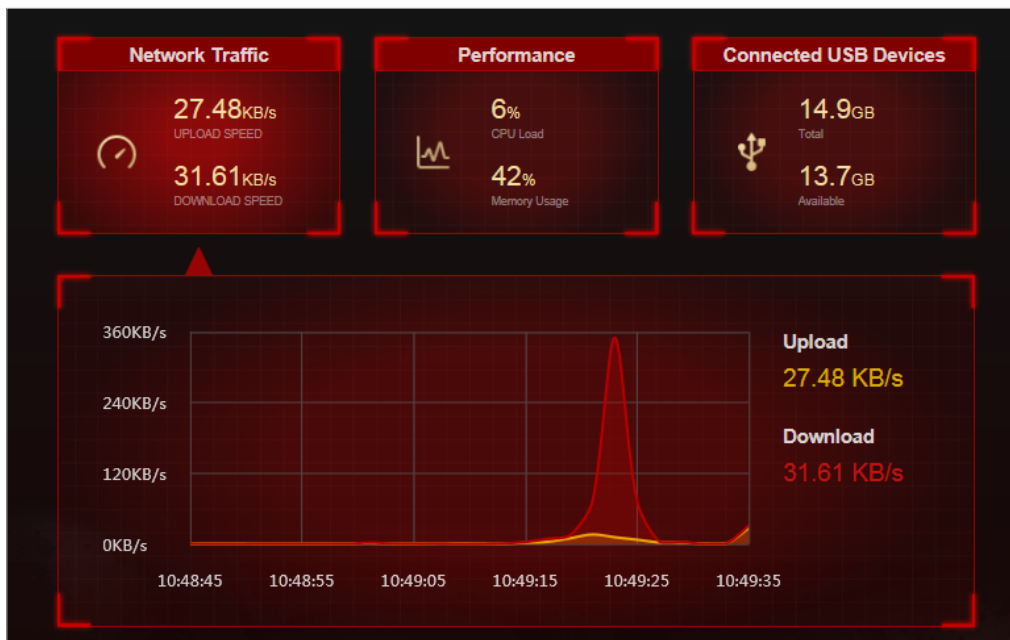 Network Traffic
27.48KB/s
UPLOAD SPEED
31.61KB/s
DOWNLOAD SPEED
Performance
6%
CPU Load
42%
Memory Usage
Connected USB Devices
14.9GB
Total
13.7GB
Available
360KB/s
240KB/s
120KB/s
0KB/s
10:48:45 10:48:55 10:49:05 10:49:15 10:49:25 10:49:35
Upload
27.48 KB/s
Download
31.61 KB/s